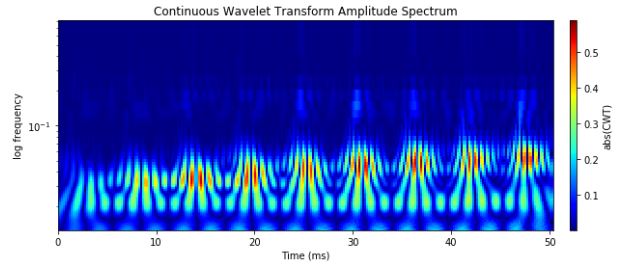 Continuous Wavelet Transform Amplitude Spectrum
log frequency
10⁻¹
0 10 20 30 40 50
Time (ms)
0.5
0.4
0.3
0.2
0.1
abs(CWT)